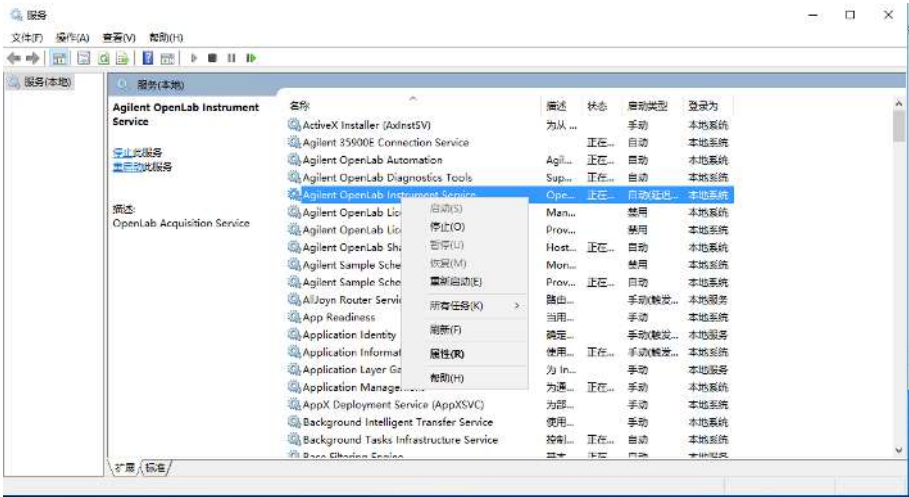 服务
文件(F) 操作(A) 查看(V) 帮助(H)
服务(本地)
服务(本地)
Agilent OpenLab Instrument Service
停止此服务
重启动此服务
描述:
OpenLab Acquisition Service
名称 描述 状态 启动类型 登录为
ActiveX Installer (AxInstSV) 为从 ... 手动 本地系统
Agilent 35900E Connection Service 正在... 自动 本地系统
Agilent OpenLab Automation Agil... 正在... 自动 本地系统
Agilent OpenLab Diagnostics Tools Sup... 正在... 自动 本地系统
Agilent OpenLab Instrument Service Ope... 正在... 自动(延迟... 本地系统
Agilent OpenLab Lic Man... 禁用 本地系统
Agilent OpenLab Lic Prov... 禁用 本地系统
Agilent OpenLab Sha Host... 正在... 自动 本地系统
Agilent Sample Sche Mon... 禁用 本地系统
Agilent Sample Sche Prov... 正在... 自动 本地系统
AllJoyn Router Servic 路由... 手动(触发... 本地服务
App Readiness 当用... 手动 本地系统
Application Identity 确定... 手动(触发... 本地服务
Application Informat 使用... 正在... 手动(触发... 本地系统
Application Layer Ga 为 In... 手动 本地服务
Application Manage 为通... 正在... 手动 本地系统
AppX Deployment Service (AppXSVC) 为部... 手动 本地系统
Background Intelligent Transfer Service 使用... 手动 本地系统
Background Tasks Infrastructure Service 控制... 正在... 自动 本地系统
Base Filtering Engine 基本... 正在... 自动 本地服务
启动(S)
停止(O)
暂停(U)
恢复(M)
重新启动(E)
所有任务(K)
刷新(F)
属性(R)
帮助(H)
扩展 标准